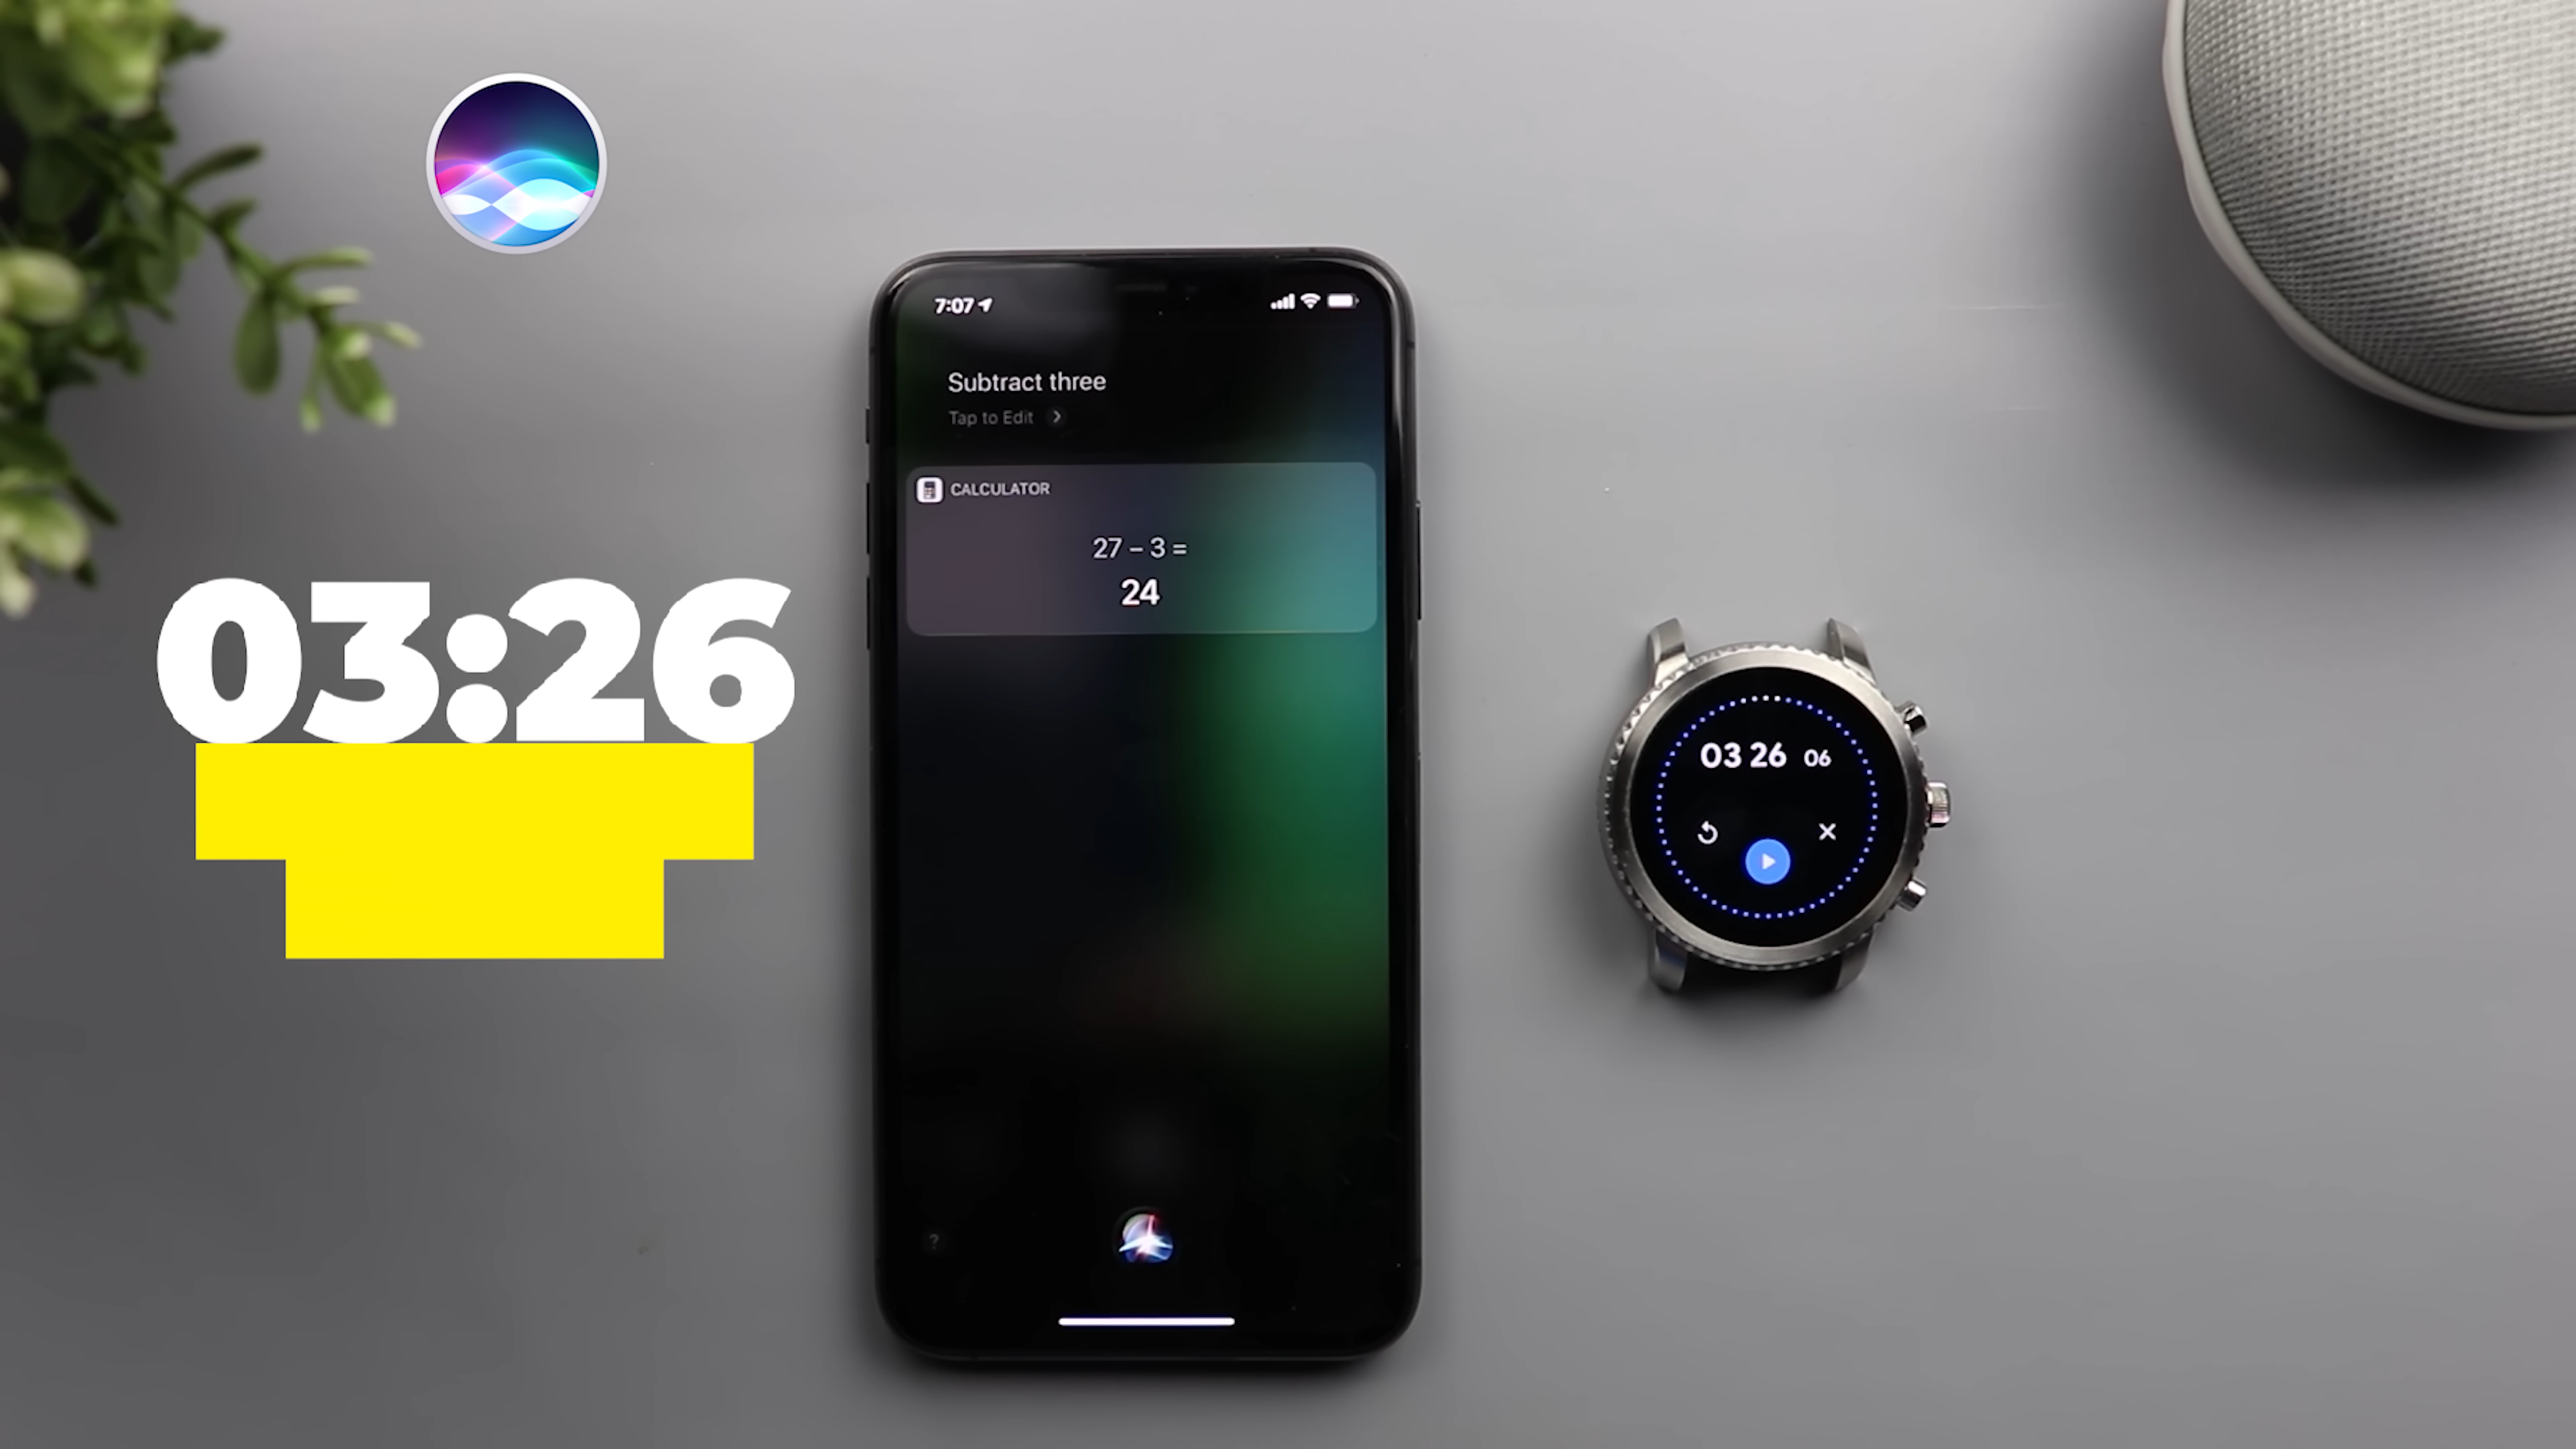 7:07
Subtract three
Tap to Edit
CALCULATOR
27 – 3 =
24
?
03:26
03 26 06